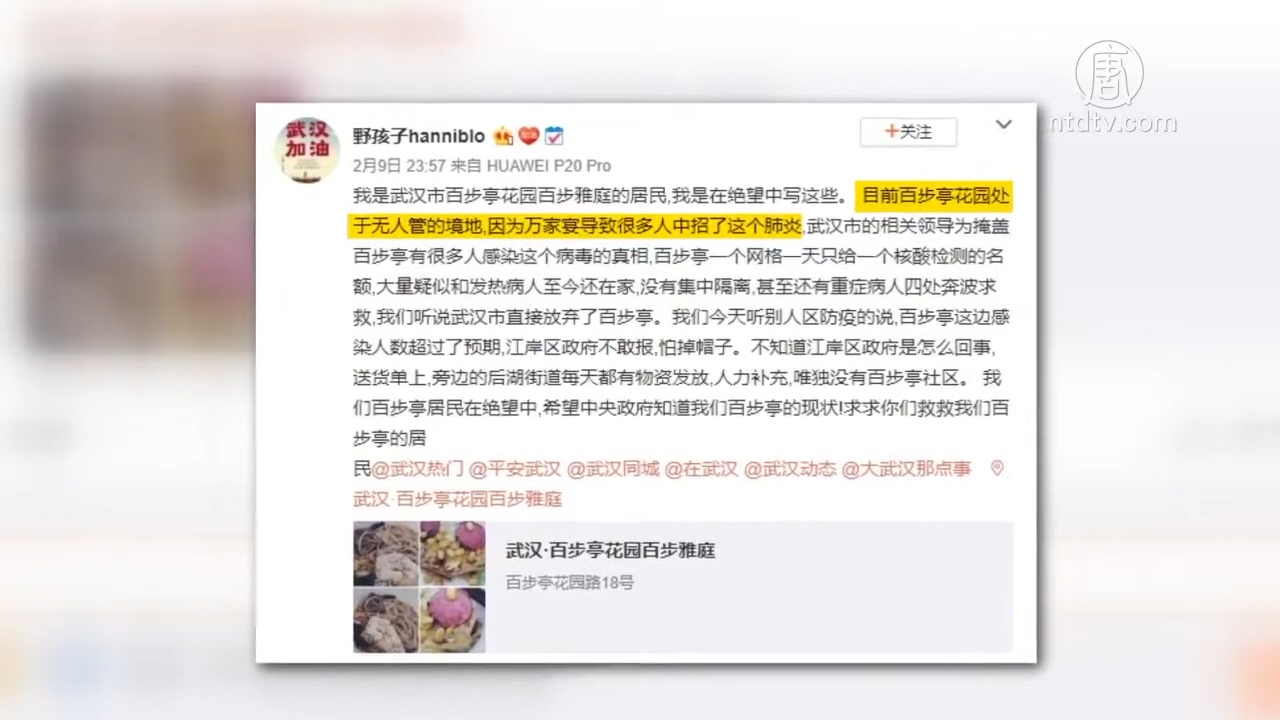 唐
ntdtv.com
武汉
加油
野孩子hanniblo
加油
+关注
2月9日 23:57 来自 HUAWEI P20 Pro
我是武汉市百步亭花园百步雅庭的居民,我是在绝望中写这些。 目前百步亭花园处
于无人管的境地,因为万家宴导致很多人中招了这个肺炎,武汉市的相关领导为掩盖
百步亭有很多人感染这个病毒的真相,百步亭一个网格一天只给一个核酸检测的名
额,大量疑似和发热病人至今还在家,没有集中隔离,甚至还有重症病人四处奔波求
救,我们听说武汉市直接放弃了百步亭。我们今天听别人区防疫的说,百步亭这边感
染人数超过了预期,江岸区政府不敢报,怕掉帽子。不知道江岸区政府是怎么回事,
送货单上,旁边的后湖街道每天都有物资发放,人力补充,唯独没有百步亭社区。 我
们百步亭居民在绝望中,希望中央政府知道我们百步亭的现状!求求你们救救我们百
步亭的居
民@武汉热门 @平安武汉 @武汉同城 @在武汉 @武汉动态 @大武汉那点事
武汉·百步亭花园百步雅庭
武汉·百步亭花园百步雅庭
百步亭花园路18号